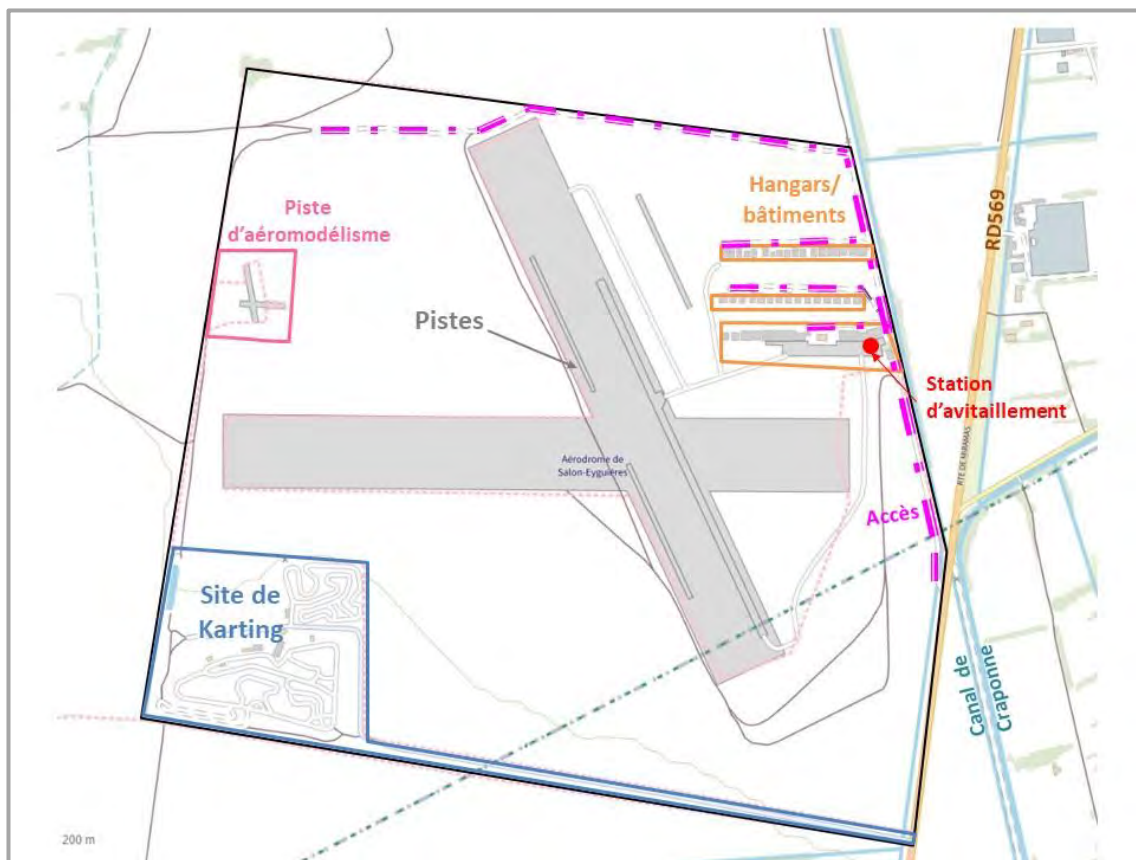 Hangars/
bâtiments
Piste
d'aéromodélisme
RD569
Pistes
Station
d'avitaillement
RTE DE MIRAMAS
Aérodrome de
Salon-Eyguières
Accès
Site de
Karting
Canal de
Craponne
200 m